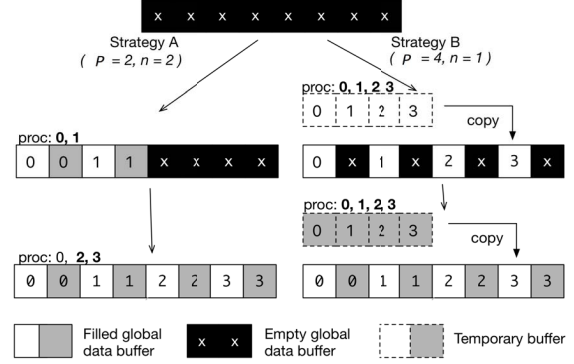 x x x x x x x x
Strategy A
( P = 2, n = 2 )
Strategy B
( P = 4, n = 1 )
proc: 0, 1, 2 3
0 1 2 3
copy
proc: 0, 1
0 0 1 1 x x x x
0 x 1 x 2 x 3 x
proc: 0, 1, 2, 3
0 1 2 3
copy
proc: 0, 2, 3
0 0 1 1 2 2 3 3
0 0 1 1 2 2 3 3
Filled global
data buffer
x x
Empty global
data buffer
Temporary buffer